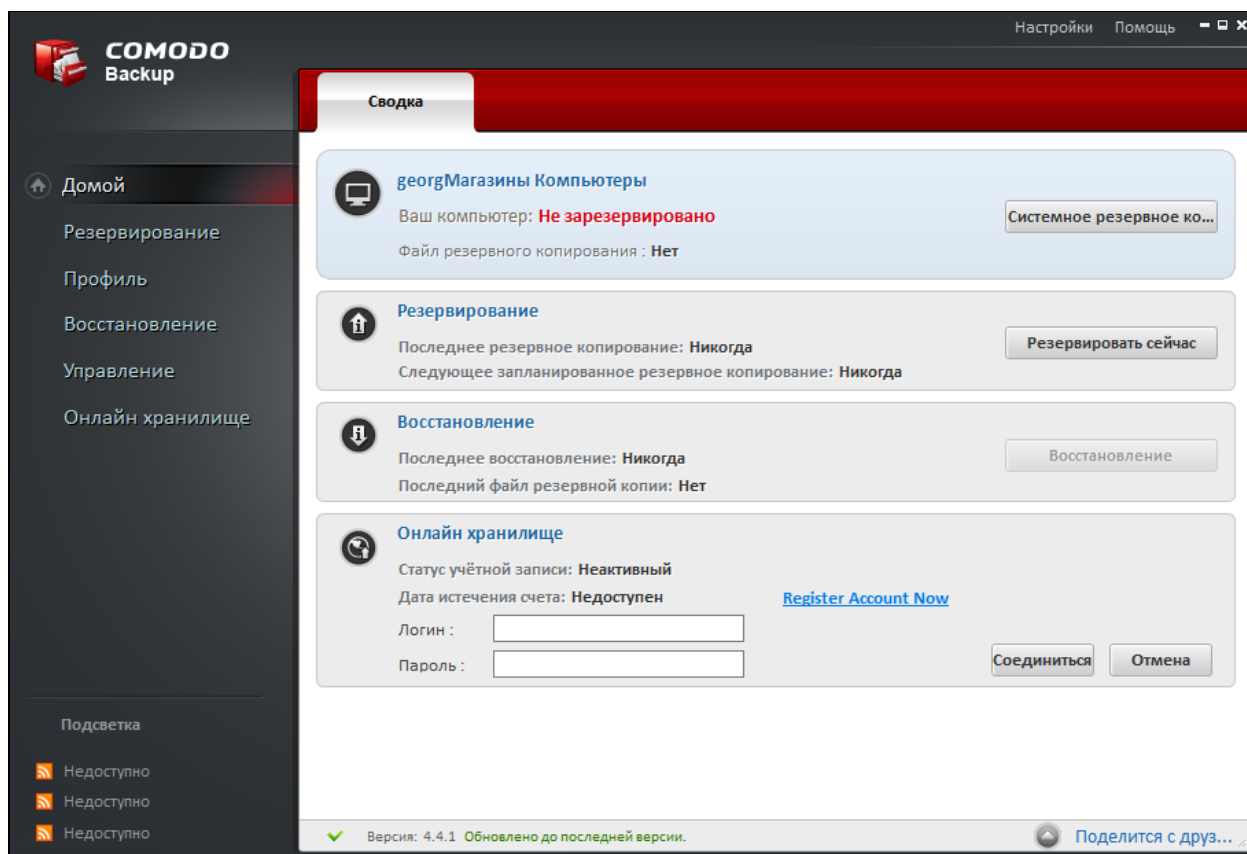 Настройки Помощь
COMODO
Backup
Сводка
Домой
Резервирование
Профиль
Восстановление
Управление
Онлайн хранилище
georgМагазины Компьютеры
Ваш компьютер: Не зарезервировано
Файл резервного копирования : Нет
Системное резервное ко...
Резервирование
Последнее резервное копирование: Никогда
Следующее запланированное резервное копирование: Никогда
Резервировать сейчас
Восстановление
Последнее восстановление: Никогда
Последний файл резервной копии: Нет
Восстановление
Онлайн хранилище
Статус учётной записи: Неактивный
Дата истечения счета: Недоступен
Register Account Now
Логин :
Пароль :
Соединиться
Отмена
Подсветка
Недоступно
Недоступно
Недоступно
Версия: 4.4.1 Обновлено до последней версии.
Поделится с друз...